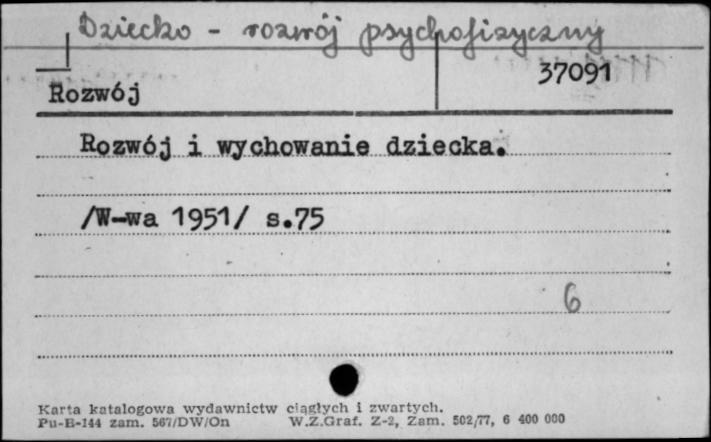 Dziecko - rozwój psychofizyczny
37091
Rozwój
Rozwój i wychowanie dziecka.
/W-wa 1951/ s.75
6
Karta katalogowa wydawnictw ciągłych i zwartych.
Pu-B-144 zam. 567/DW/On W.Z.Graf. Z-2, Zam. 502/77, 6 400 000